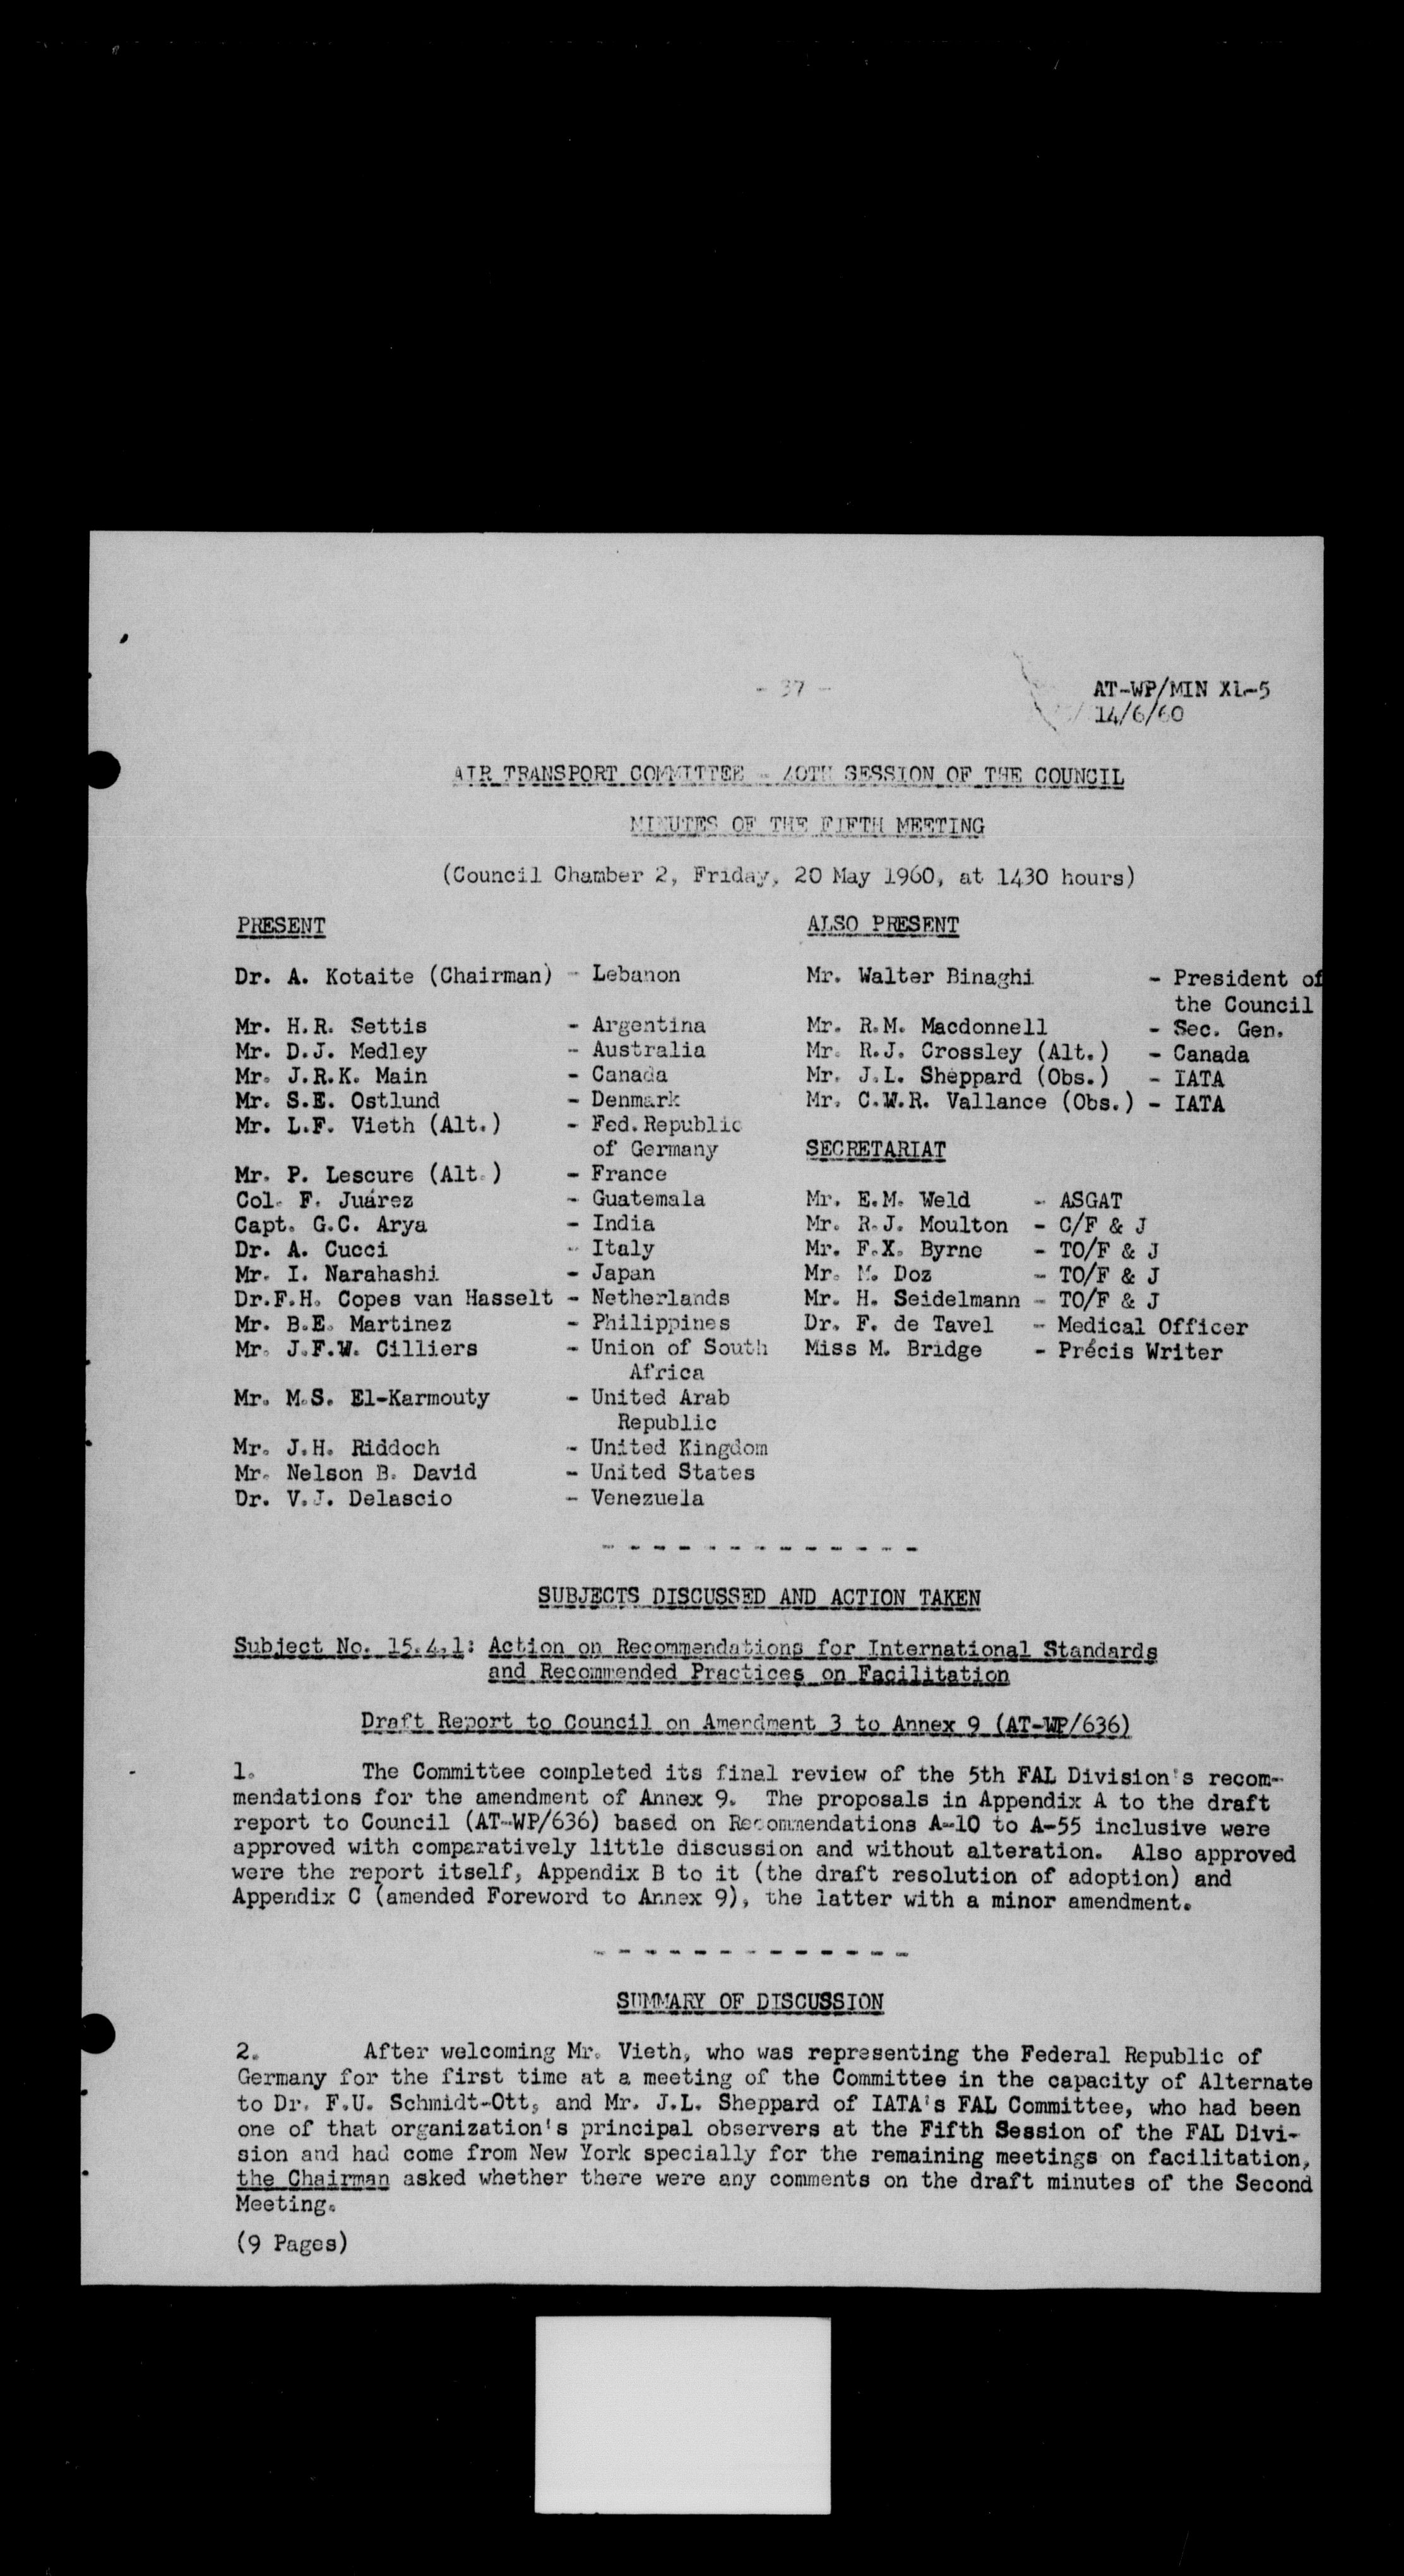 - 37 -
AT-WP/MIN XL-5
14/6/60
AIR TRANSPORT COMMITTEE - 40TH SESSION OF THE COUNCIL
MINUTES OF THE FIFTH MEETING
(Council Chamber 2, Friday, 20 May 1960, at 1430 hours)
PRESENT
Dr. A. Kotaite (Chairman) - Lebanon
Mr. H.R. Settis - Argentina
Mr. D.J. Medley - Australia
Mr. J.R.K. Main - Canada
Mr. S.E. Ostlund - Denmark
Mr. L.F. Vieth (Alt.) - Fed. Republic
of Germany
Mr. P. Lescure (Alt.) - France
Col. F. Juárez - Guatemala
Capt. G.C. Arya - India
Dr. A. Cucci - Italy
Mr. I. Narahashi - Japan
Dr.F.H. Copes van Hasselt - Netherlands
Mr. B.E. Martinez - Philippines
Mr. J.F.W. Cilliers - Union of South
Africa
Mr. M.S. El-Karmouty - United Arab
Republic
Mr. J.H. Riddoch - United Kingdom
Mr. Nelson B. David - United States
Dr. V.J. Delascio - Venezuela
ALSO PRESENT
Mr. Walter Binaghi - President of
the Council
Mr. R.M. Macdonnell - Sec. Gen.
Mr. R.J. Crossley (Alt.) - Canada
Mr. J.L. Sheppard (Obs.) - IATA
Mr. C.W.R. Vallance (Obs.) - IATA
SECRETARIAT
Mr. E.M. Weld - ASGAT
Mr. R.J. Moulton - C/F & J
Mr. F.X. Byrne - TO/F & J
Mr. M. Doz - TO/F & J
Mr. H. Seidelmann - TO/F & J
Dr. F. de Tavel - Medical Officer
Miss M. Bridge - Précis Writer
- - - - - - - - - - - - -
SUBJECTS DISCUSSED AND ACTION TAKEN
Subject No. 15.4.1: Action on Recommendations for International Standards
and Recommended Practices on Facilitation
Draft Report to Council on Amendment 3 to Annex 9 (AT-WP/636)
1. The Committee completed its final review of the 5th FAL Division's recom-
mendations for the amendment of Annex 9. The proposals in Appendix A to the draft
report to Council (AT-WP/636) based on Recommendations A-10 to A-55 inclusive were
approved with comparatively little discussion and without alteration. Also approved
were the report itself, Appendix B to it (the draft resolution of adoption) and
Appendix C (amended Foreword to Annex 9), the latter with a minor amendment.
- - - - - - - - - - - - -
SUMMARY OF DISCUSSION
2. After welcoming Mr. Vieth, who was representing the Federal Republic of
Germany for the first time at a meeting of the Committee in the capacity of Alternate
to Dr. F.U. Schmidt-Ott, and Mr. J.L. Sheppard of IATA's FAL Committee, who had been
one of that organization's principal observers at the Fifth Session of the FAL Divi-
sion and had come from New York specially for the remaining meetings on facilitation,
the Chairman asked whether there were any comments on the draft minutes of the Second
Meeting.
(9 Pages)